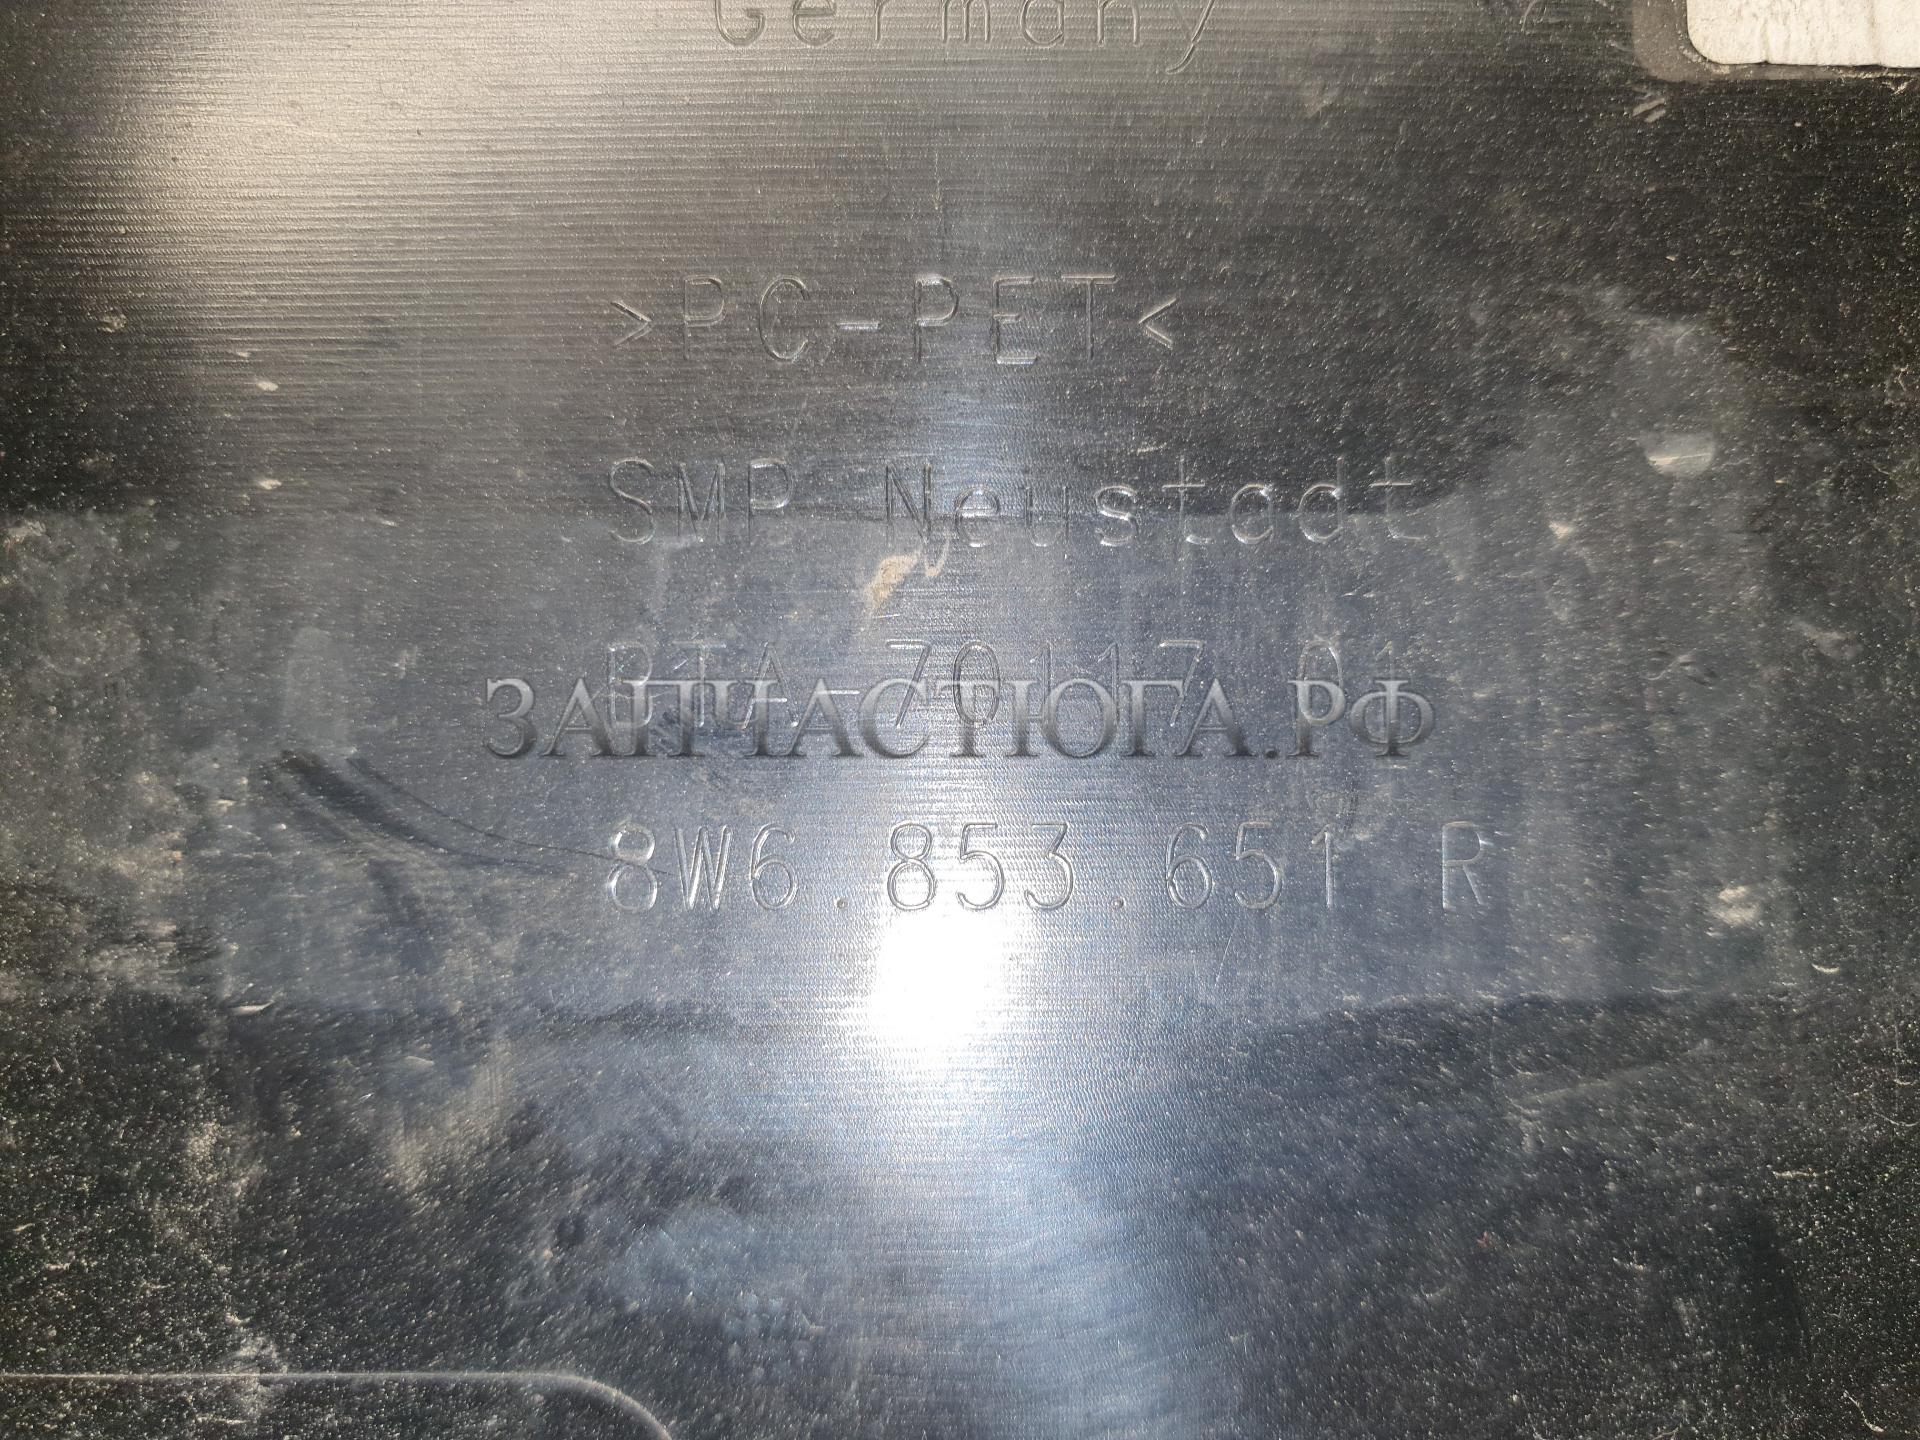 Germany
>PC-PET<
SMP Neustadt
ЗАПЧАСТЮГА.РФ
8W6.853.651 R